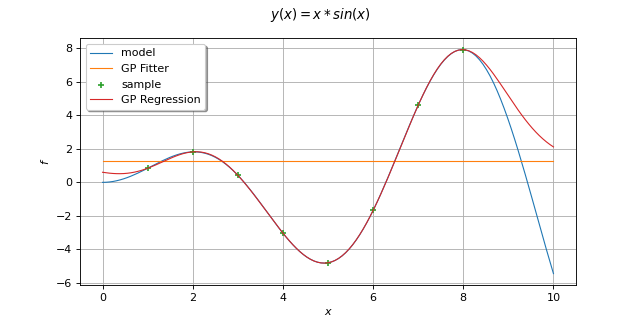 y(x) = x * sin(x)
model
GP Fitter
sample
GP Regression
8
6
4
2
0
−2
−4
−6
f
0 2 4 6 8 10
x